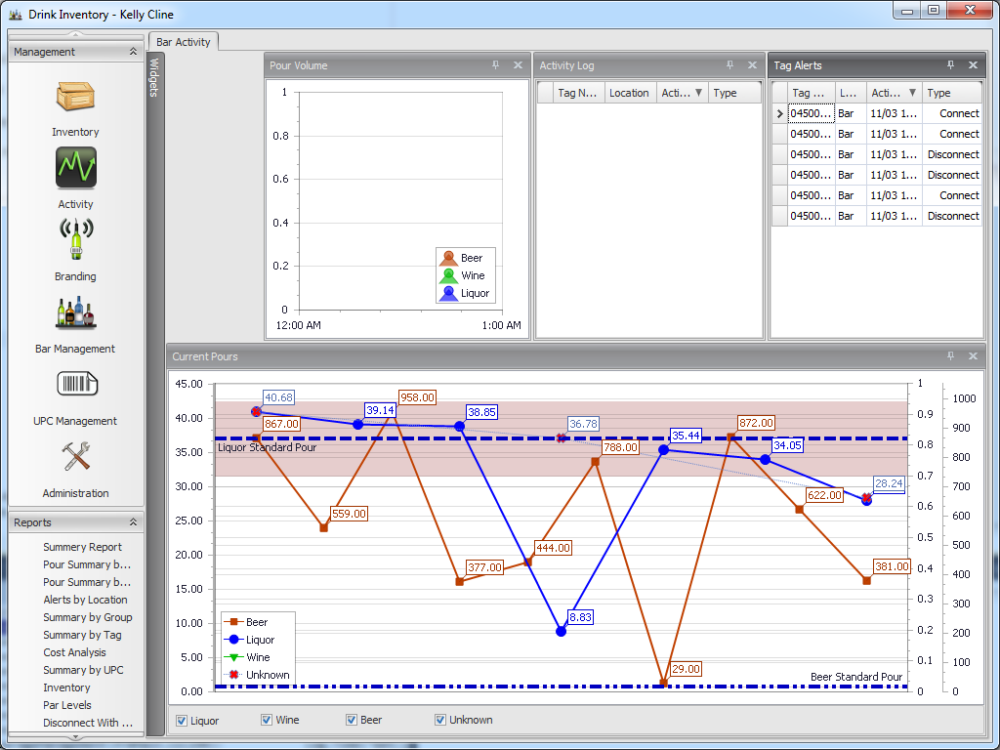 Drink Inventory - Kelly Cline
Management
Inventory
Activity
Branding
Bar Management
UPC Management
Administration
Reports
Summery Report
Pour Summary b...
Pour Summary b...
Alerts by Location
Summary by Group
Summary by Tag
Cost Analysis
Summary by UPC
Inventory
Par Levels
Disconnect With ...
Widgets
Bar Activity
Pour Volume
1
0.8
0.6
0.4
0.2
0
12:00 AM 1:00 AM
Beer
Wine
Liquor
Activity Log
Tag N... Location Acti... Type
Tag Alerts
Tag ... L... Acti... Type
04500... Bar 11/03 1... Connect
04500... Bar 11/03 1... Connect
04500... Bar 11/03 1... Disconnect
04500... Bar 11/03 1... Disconnect
04500... Bar 11/03 1... Connect
04500... Bar 11/03 1... Disconnect
Current Pours
45.00
40.00
35.00
30.00
25.00
20.00
15.00
10.00
5.00
0.00
40.68
867.00
Liquor Standard Pour
559.00
39.14
958.00
38.85
377.00
444.00
36.78
8.83
788.00
35.44
29.00
872.00
34.05
622.00
28.24
381.00
Beer Standard Pour
Beer
Liquor
Wine
Unknown
1
0.9
0.8
0.7
0.6
0.5
0.4
0.3
0.2
0.1
0
1000
900
800
700
600
500
400
300
200
100
0
Liquor Wine Beer Unknown